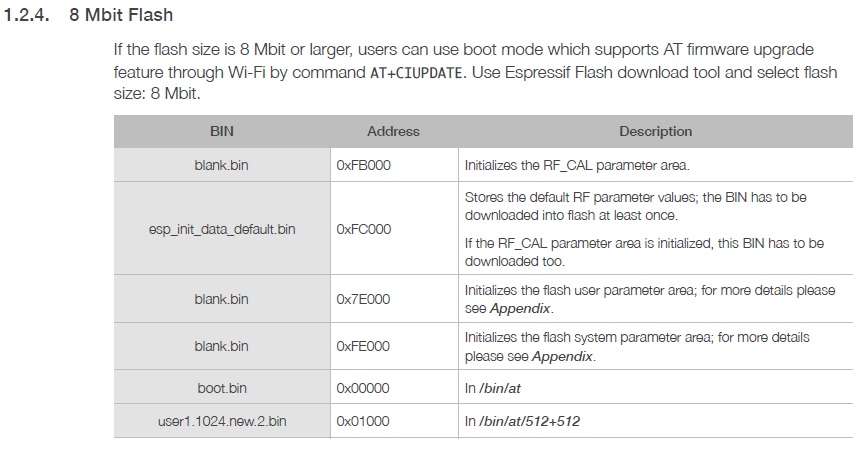 1.2.4. 8 Mbit Flash
If the flash size is 8 Mbit or larger, users can use boot mode which supports AT firmware upgrade
feature through Wi-Fi by command AT+CIUPDATE. Use Espressif Flash download tool and select flash
size: 8 Mbit.
BIN Address Description
blank.bin 0xFB000 Initializes the RF_CAL parameter area.
esp_init_data_default.bin 0xFC000 Stores the default RF parameter values; the BIN has to be
downloaded into flash at least once.
If the RF_CAL parameter area is initialized, this BIN has to be
downloaded too.
blank.bin 0x7E000 Initializes the flash user parameter area; for more details please
see Appendix.
blank.bin 0xFE000 Initializes the flash system parameter area; for more details
please see Appendix.
boot.bin 0x00000 In /bin/at
user1.1024.new.2.bin 0x01000 In /bin/at/512+512